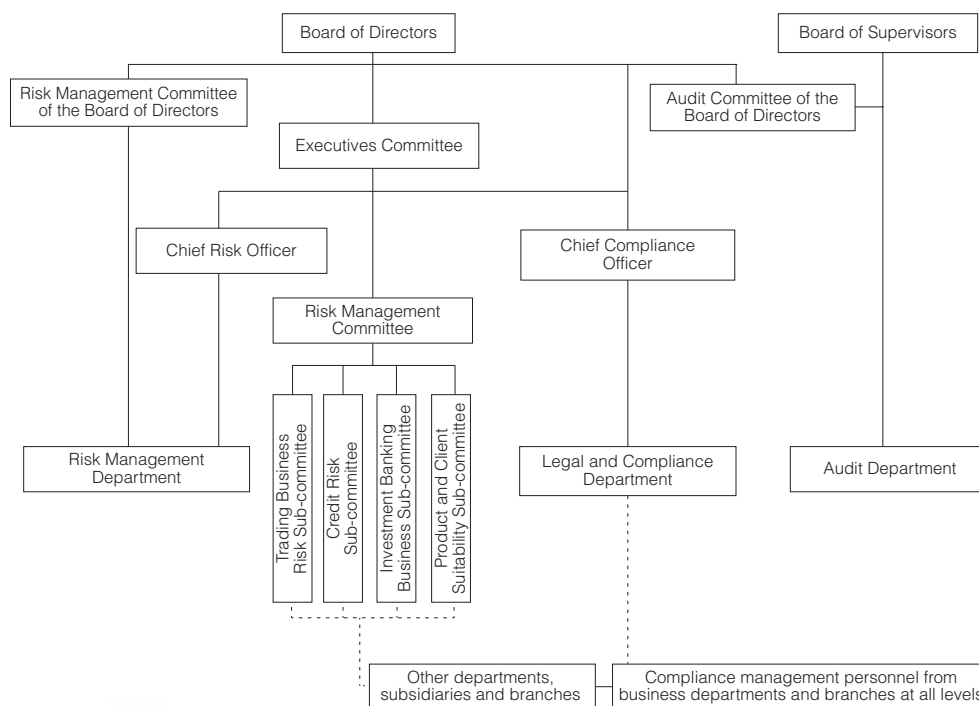 Board of Directors
Board of Supervisors
Risk Management Committee
of the Board of Directors
Audit Committee of the
Board of Directors
Executives Committee
Chief Risk Officer
Chief Compliance
Officer
Risk Management
Committee
Trading Business
Risk Sub-committee
Credit Risk
Sub-committee
Investment Banking
Business Sub-committee
Product and Client
Suitability Sub-committee
Risk Management
Department
Legal and Compliance
Department
Audit Department
Other departments,
subsidiaries and branches
Compliance management personnel from
business departments and branches at all levels